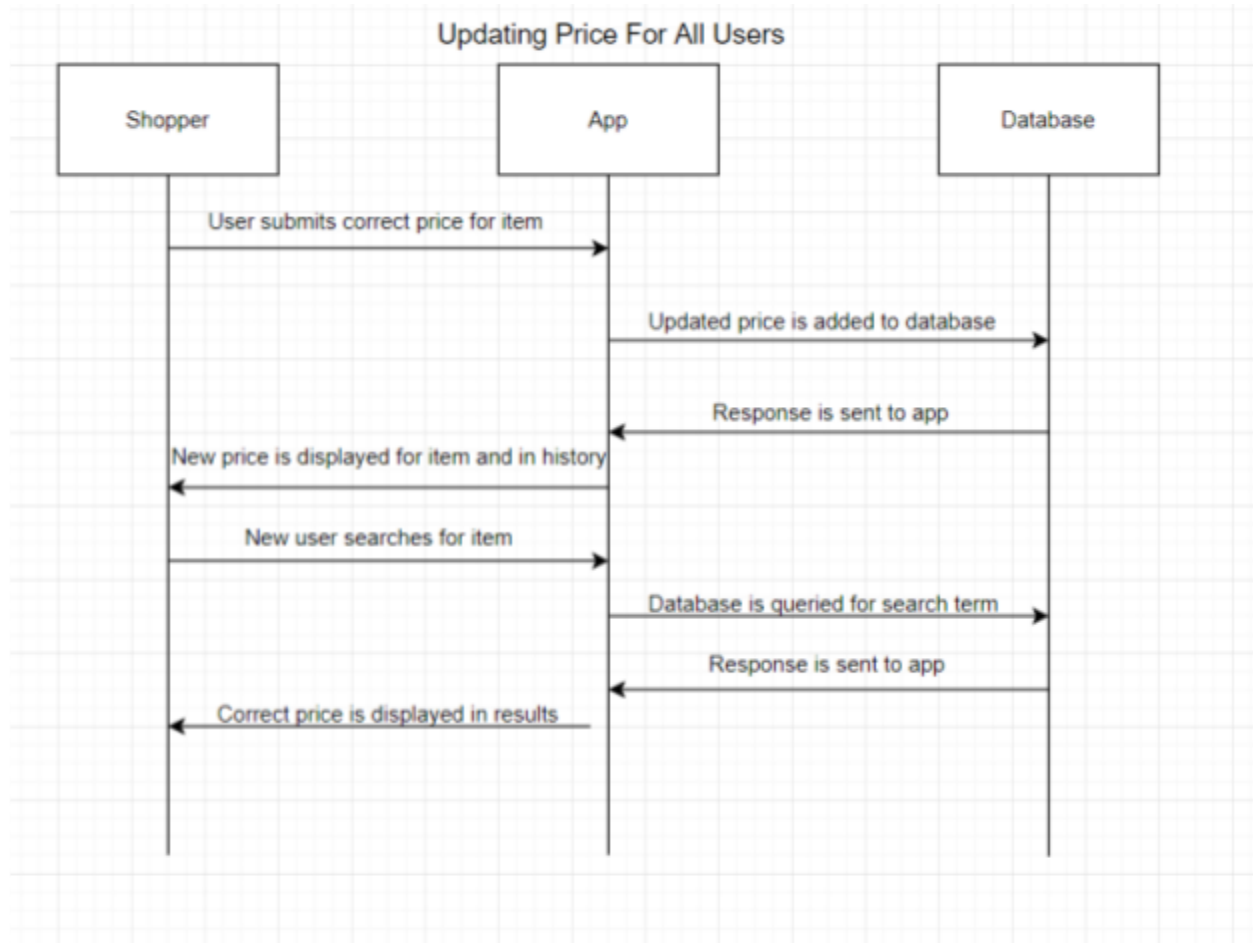 Updating Price For All Users
Shopper
App
Database
User submits correct price for item
Updated price is added to database
Response is sent to app
New price is displayed for item and in history
New user searches for item
Database is queried for search term
Response is sent to app
Correct price is displayed in results